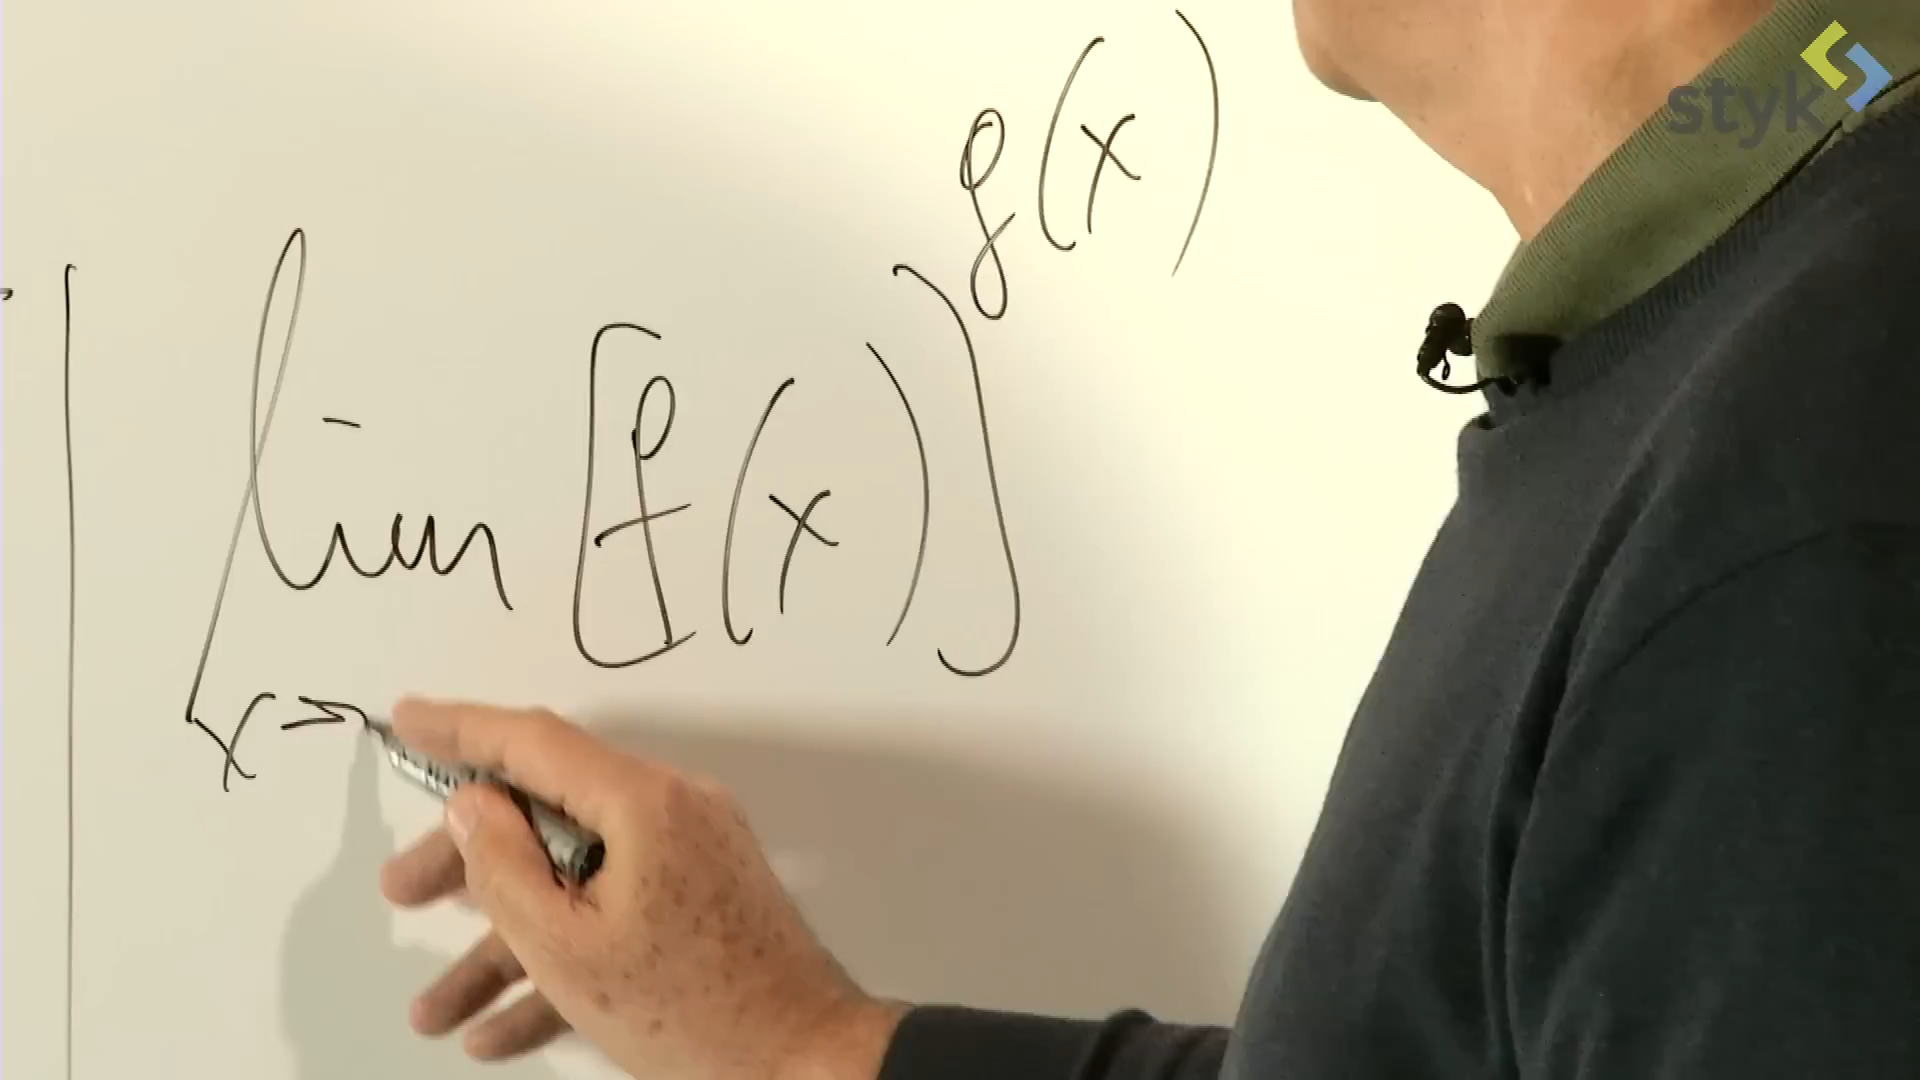 styk
lim [f(x)]^g(x)
x→